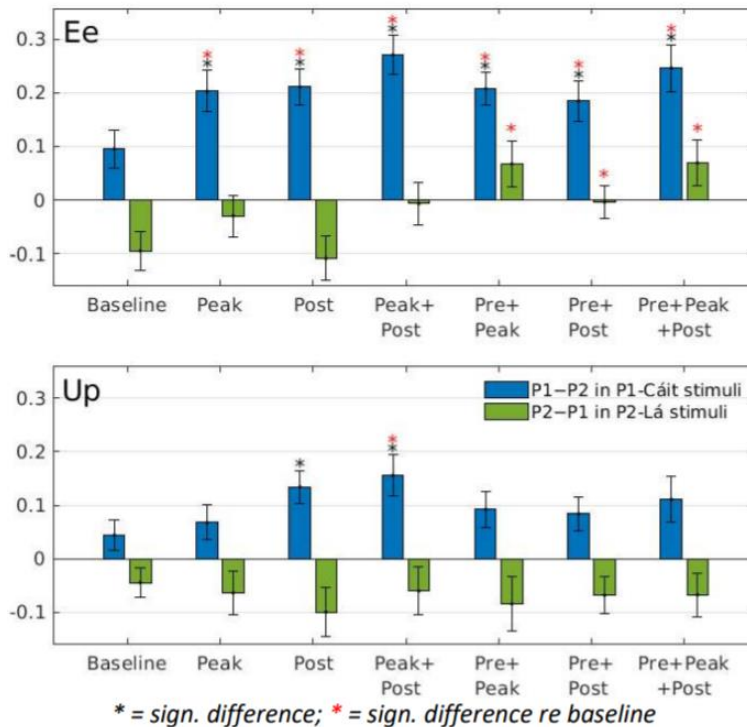 Ee
0.3
0.2
0.1
0
-0.1
* * * * * * * * * * * * * * * * *
Baseline Peak Post Peak+ Post Pre+ Peak Pre+ Post Pre+Peak +Post
Up
P1−P2 in P1-Cáit stimuli
P2−P1 in P2-Lá stimuli
0.3
0.2
0.1
0
-0.1
* * *
Baseline Peak Post Peak+ Post Pre+ Peak Pre+ Post Pre+Peak +Post
* = sign. difference; * = sign difference re baseline